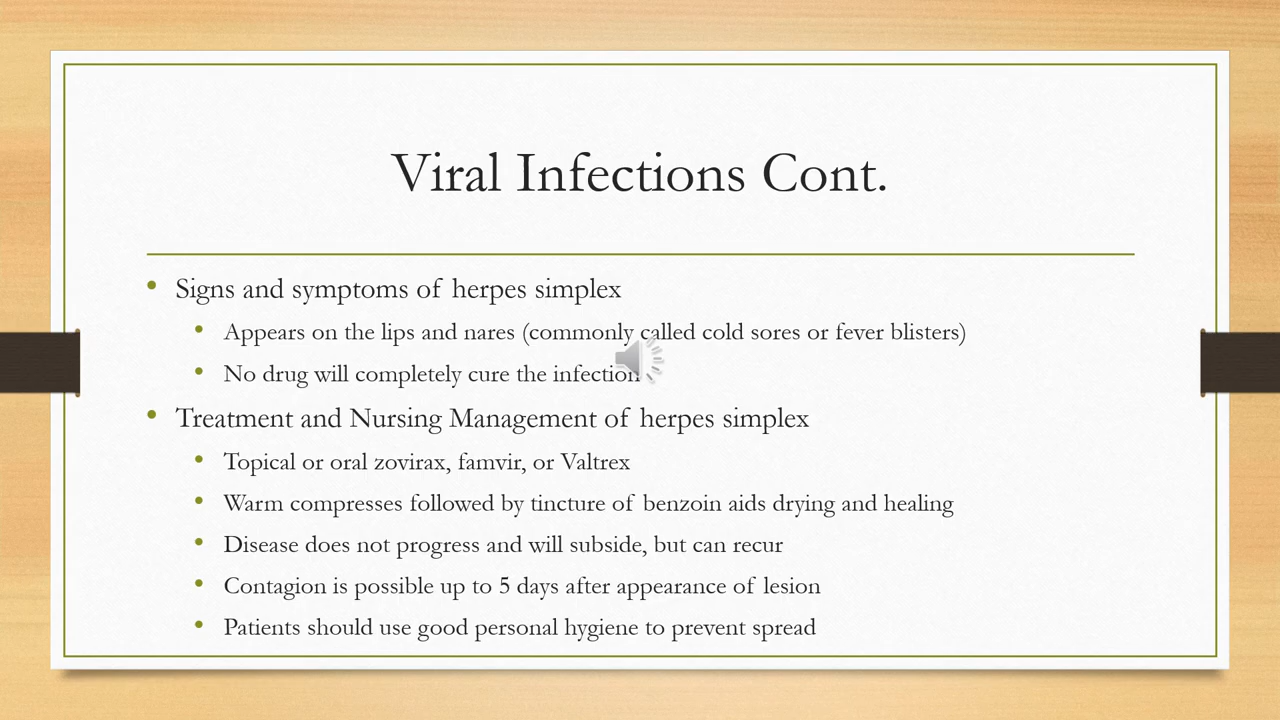 Viral Infections Cont.
• Signs and symptoms of herpes simplex
• Appears on the lips and nares (commonly called cold sores or fever blisters)
• No drug will completely cure the infection
• Treatment and Nursing Management of herpes simplex
• Topical or oral zovirax, famvir, or Valtrex
• Warm compresses followed by tincture of benzoin aids drying and healing
• Disease does not progress and will subside, but can recur
• Contagion is possible up to 5 days after appearance of lesion
• Patients should use good personal hygiene to prevent spread